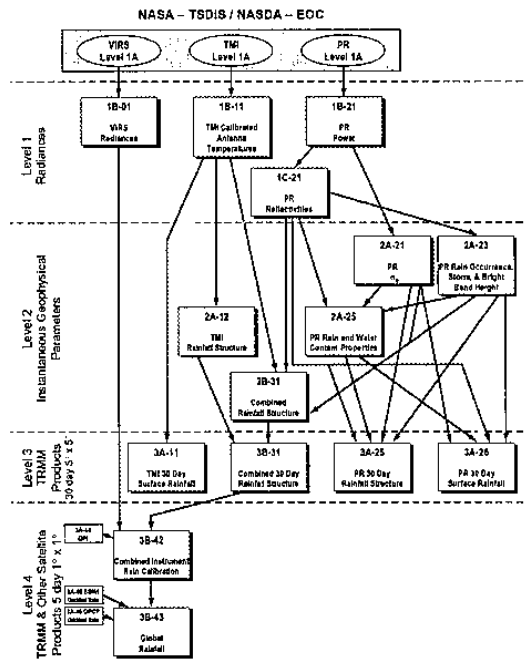 NASA – TSDIS / NASDA – EOC
VIRS
Level 1A
TMI
Level 1A
PR
Level 1A
Level 1
Radiances
1B-01
VIRS
Radiances
1B-11
TMI Calibrated
Antenna
Temperatures
1B-21
PR
Power
1C-21
PR
Reflectivities
Level 2
Instantaneous Geophysical
Parameters
2A-21
PR
σ₀
2A-23
PR Rain Occurrence,
Storm, & Bright
Band Height
2A-12
TMI
Rainfall Structure
2A-25
PR Rain and Water
Content Properties
2B-31
Combined
Rainfall Structure
Level 3
TRMM
Products
30 day 5° x 5°
3A-11
TMI 30 Day
Surface Rainfall
3B-31
Combined 30 Day
Rainfall Structure
3A-25
PR 30 Day
Rainfall Structure
3A-26
PR 30 Day
Surface Rainfall
Level 4
TRMM & Other Satellite
Products 5 day 1° x 1°
3B-42
Combined Instrument
Rain Calibration
3B-43
Global
Rainfall